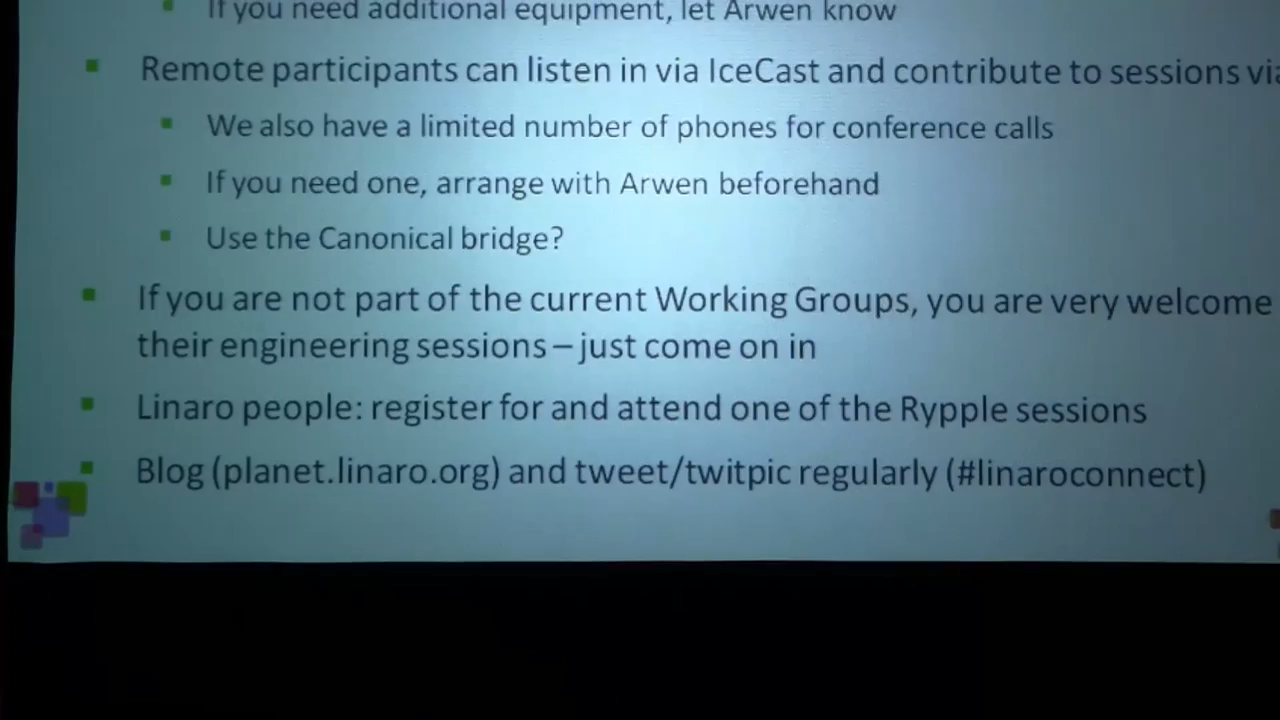 If you need additional equipment, let Arwen know
Remote participants can listen in via IceCast and contribute to sessions via
We also have a limited number of phones for conference calls
If you need one, arrange with Arwen beforehand
Use the Canonical bridge?
If you are not part of the current Working Groups, you are very welcome
their engineering sessions – just come on in
Linaro people: register for and attend one of the Rypple sessions
Blog (planet.linaro.org) and tweet/twitpic regularly (#linaroconnect)